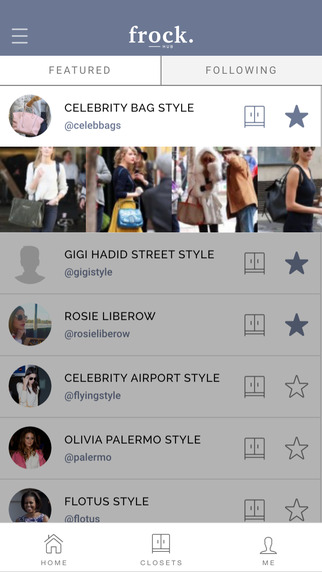 frock.
HUB
FEATURED
FOLLOWING
CELEBRITY BAG STYLE
@celebbags
GIGI HADID STREET STYLE
@gigistyle
ROSIE LIBEROW
@rosieliberow
CELEBRITY AIRPORT STYLE
@flyingstyle
OLIVIA PALERMO STYLE
@palermo
FLOTUS STYLE
@flotus
HOME
CLOSETS
ME